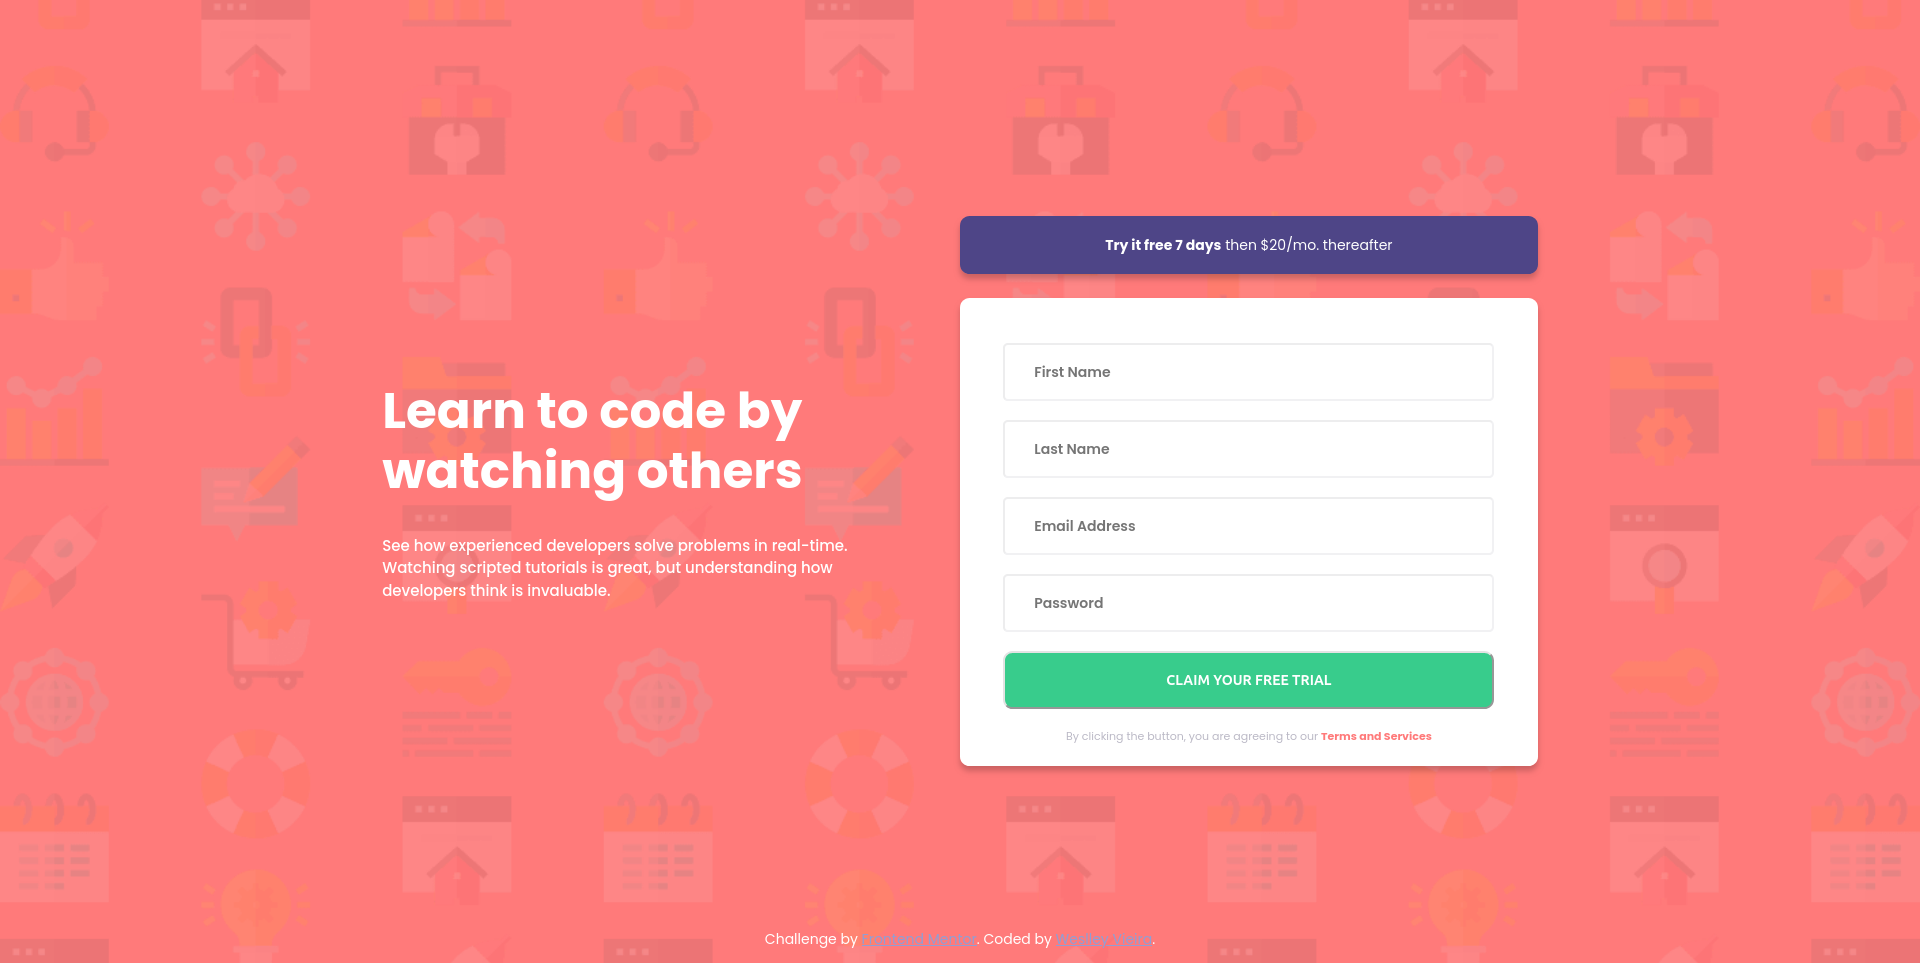 Try it free 7 days then $20/mo. thereafter
Learn to code by
watching others
See how experienced developers solve problems in real-time.
Watching scripted tutorials is great, but understanding how
developers think is invaluable.
First Name
Last Name
Email Address
Password
CLAIM YOUR FREE TRIAL
By clicking the button, you are agreeing to our Terms and Services
Challenge by Frontend Mentor. Coded by